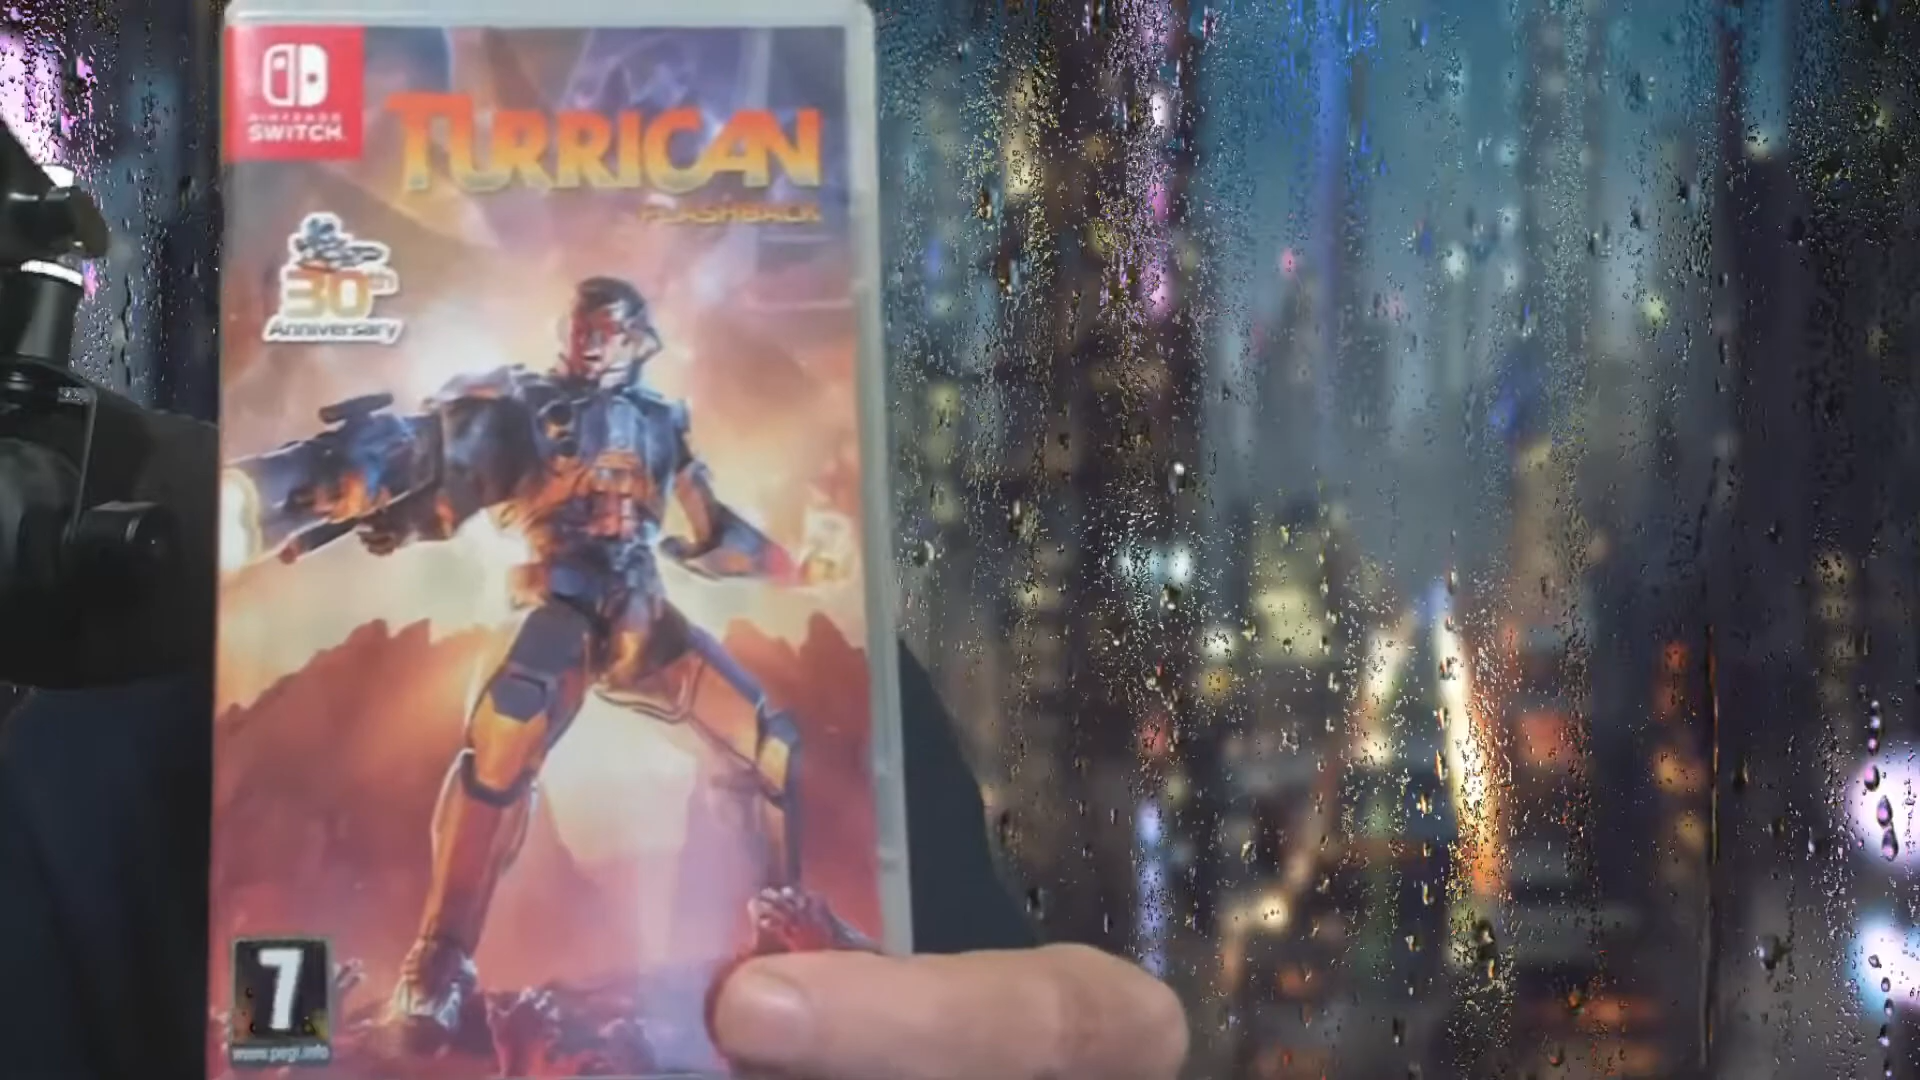 NINTENDO
SWITCH
TURRICAN
FLASHBACK
30th
Anniversary
7
www.pegi.info